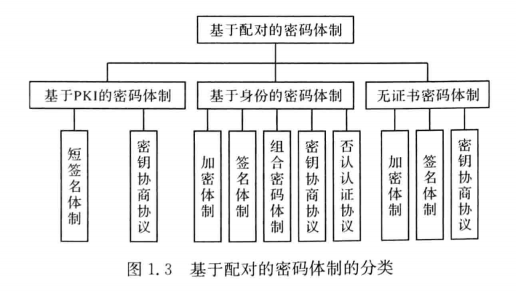 基于配对的密码体制
基于PKI的密码体制
基于身份的密码体制
无证书密码体制
短签名体制
密钥协商协议
加密体制
签名体制
组合密码体制
密钥协商协议
否认认证协议
加密体制
签名体制
密钥协商协议
图 1.3 基于配对的密码体制的分类